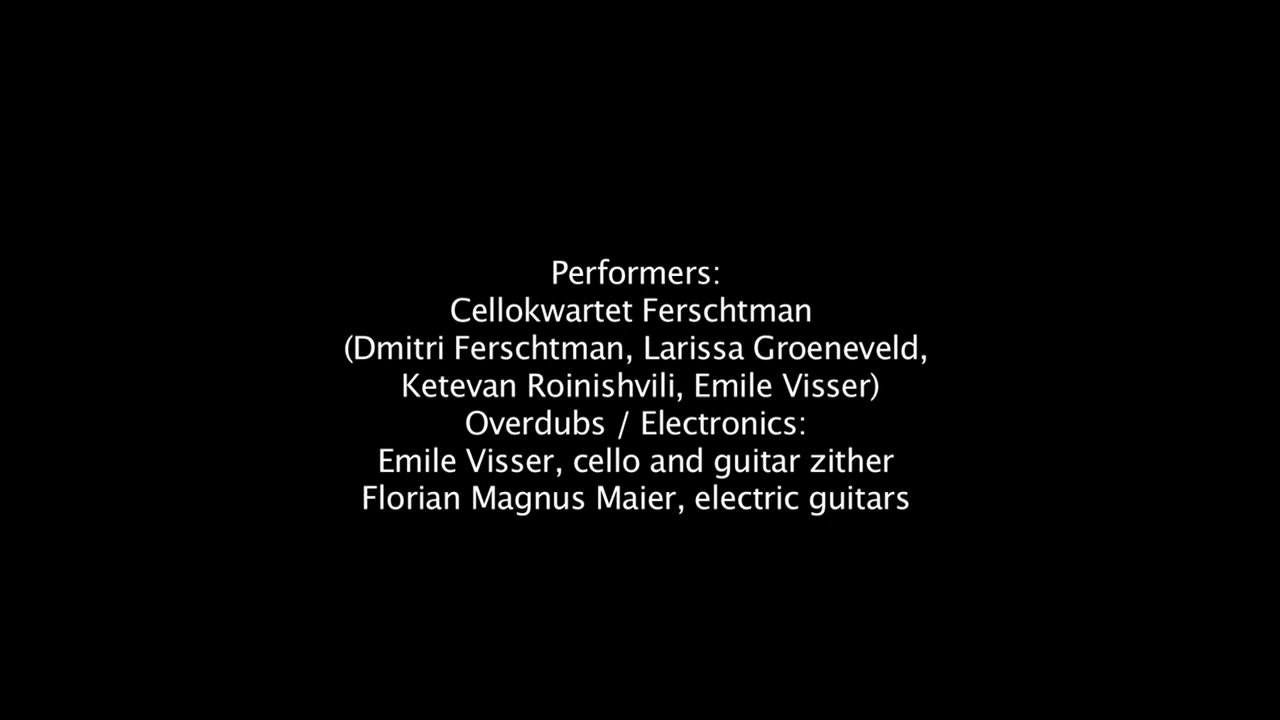 Performers:
Cellokwartet Ferschtman
(Dmitri Ferschtman, Larissa Groeneveld,
Ketevan Roinishvili, Emile Visser)
Overdubs / Electronics:
Emile Visser, cello and guitar zither
Florian Magnus Maier, electric guitars